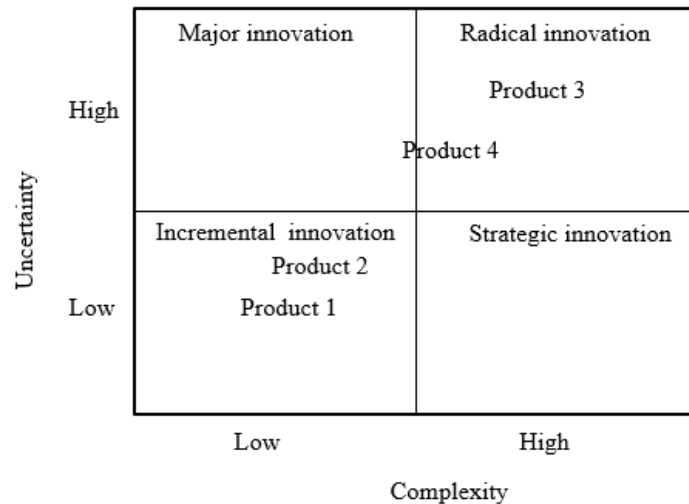 Major innovation
Radical innovation
Product 3
High
Product 4
Uncertainty
Incremental innovation
Strategic innovation
Product 2
Low
Product 1
Low
High
Complexity